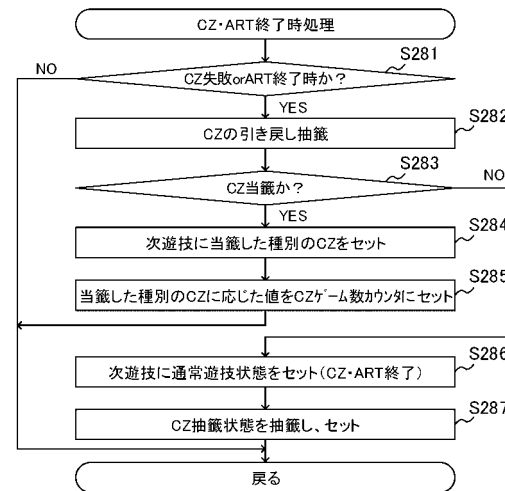 CZ・ART終了時処理
S281
NO
CZ失敗orART終了時か？
YES
S282
CZの引き戻し抽籤
S283
NO
CZ当籤か？
YES
S284
次遊技に当籤した種別のCZをセット
S285
当籤した種別のCZに応じた値をCZゲーム数カウンタにセット
S286
次遊技に通常遊技状態をセット（CZ・ART終了）
S287
CZ抽籤状態を抽籤し、セット
戻る